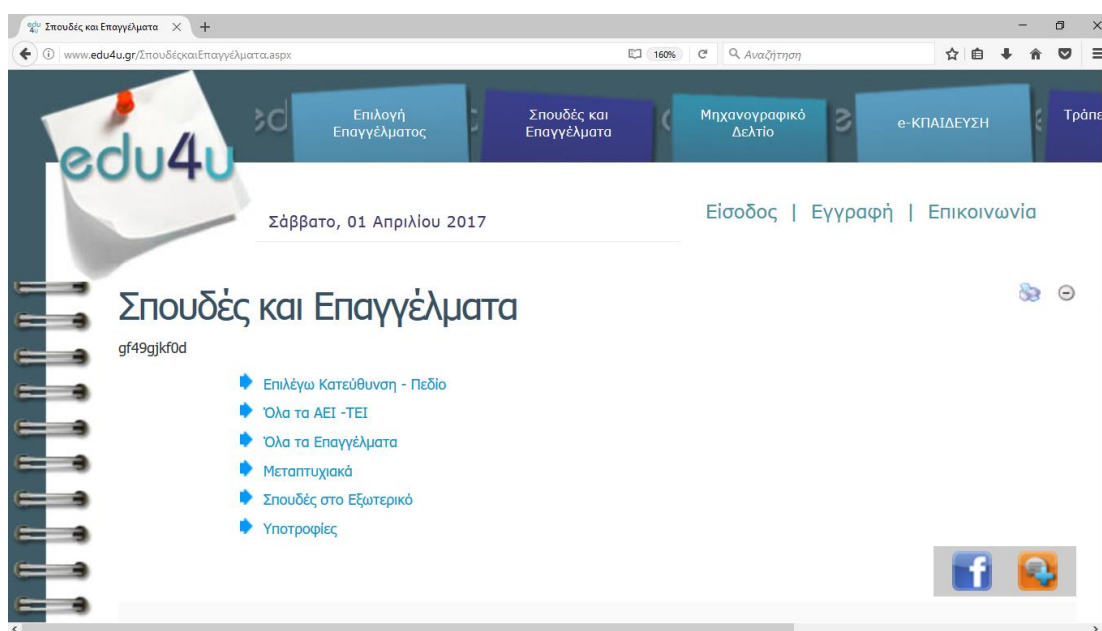 Σπουδές και Επαγγέλματα
www.edu4u.gr/ΣπουδέςκαιΕπαγγέλματα.aspx
160%
Αναζήτηση
edu4u
Επιλογή
Επαγγέλματος
Σπουδές και
Επαγγέλματα
Μηχανογραφικό
Δελτίο
e-ΚΠΑΙΔΕΥΣΗ
Τράπε
Σάββατο, 01 Απριλίου 2017
Είσοδος | Εγγραφή | Επικοινωνία
Σπουδές και Επαγγέλματα
gf49gjkf0d
Επιλέγω Κατεύθυνση - Πεδίο
Όλα τα ΑΕΙ -ΤΕΙ
Όλα τα Επαγγέλματα
Μεταπτυχιακά
Σπουδές στο Εξωτερικό
Υποτροφίες